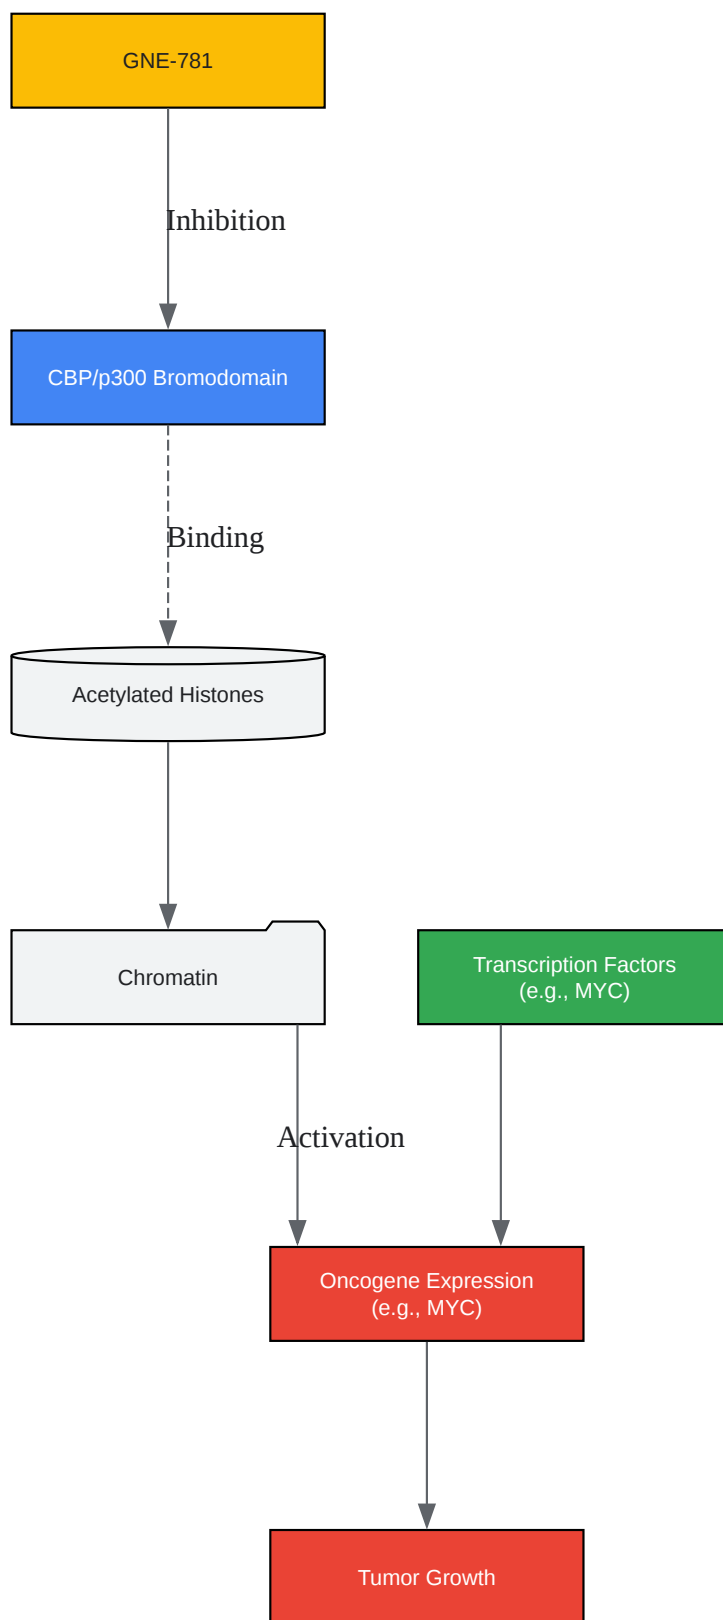 GNE-781
Inhibition
CBP/p300 Bromodomain
Binding
Acetylated Histones
Chromatin
Transcription Factors
(e.g., MYC)
Activation
Oncogene Expression
(e.g., MYC)
Tumor Growth